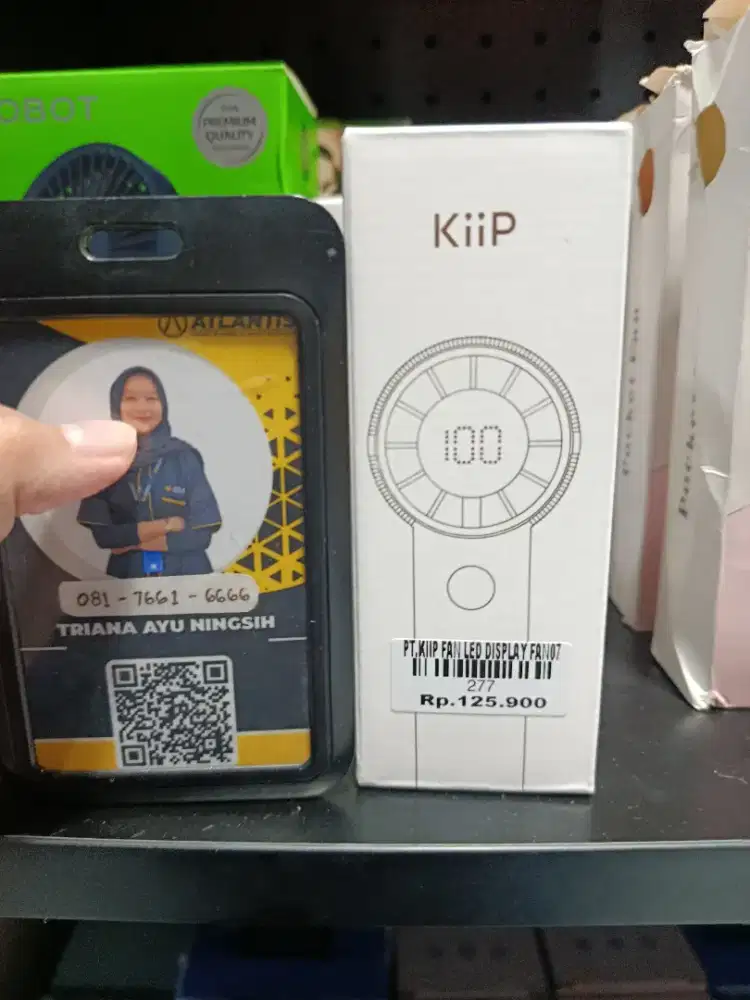 OBOT
PREMIUM
QUALITY
ATLANTIS
081 - 7661 - 6666
TRIANA AYU NINGSIH
KiiP
100
PT.KIIP FAN LED DISPLAY FAN07
277
Rp.125.900